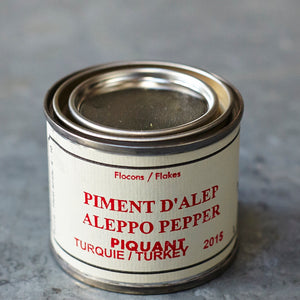 Flocons / Flakes
PIMENT D'ALEP
ALEPPO PEPPER
PIQUANT
TURQUIE / TURKEY 2015